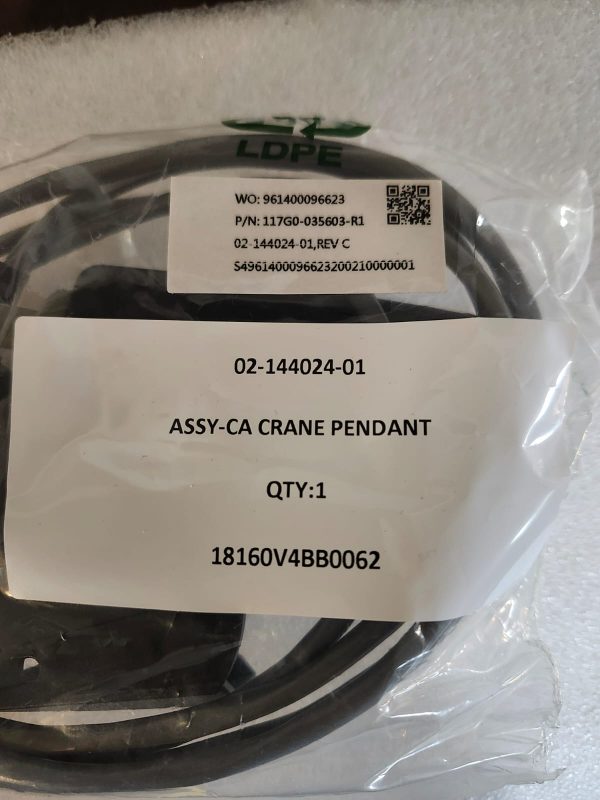 LDPE
WO: 961400096623
P/N: 117G0-035603-R1
02-144024-01,REV C
S4961400096623200210000001
02-144024-01
ASSY-CA CRANE PENDANT
QTY:1
18160V4BB0062